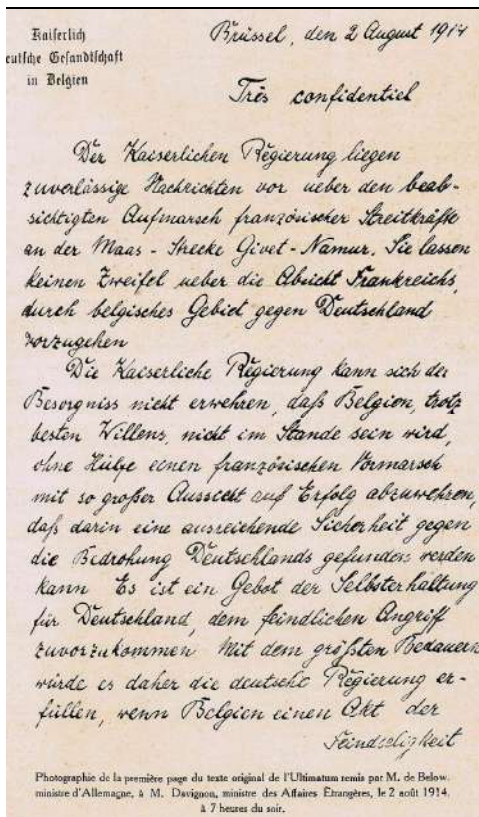 Kaiserlich
eutsche Gesandtschaft
in Belgien
Brüssel, den 2 August 1914
Très confidentiel
Der Kaiserlichen Regierung liegen
zuverlässige Nachrichten vor ueber den beab-
sichtigten Aufmarsch französischer Streitkräfte
an der Maas - Strecke Givet - Namur. Sie lassen
keinen Zweifel ueber die Absicht Frankreichs,
durch belgisches Gebiet gegen Deutschland
vorzugehen
Die Kaiserliche Regierung kann sich der
Besorgniss nicht erwehren, daß Belgien, trotz
besten Willens, nicht im Stande sein wird,
ohne Hülfe einen französischen Vormarsch
mit so großer Aussicht auf Erfolg abzuwehren,
daß darin eine ausreichende Sicherheit gegen
die Bedrohung Deutschlands gefunden werden
kann Es ist ein Gebot der Selbsterhaltung
für Deutschland, dem feindlichen Angriff
zuvorzukommen Mit dem größten Bedauern
würde es daher die deutsche Regierung er-
füllen, wenn Belgien einen Akt der
Feindseligkeit
Photographie de la première page du texte original de l'Ultimatum remis par M. de Below.
ministre d'Allemagne, à M. Davignon, ministre des Affaires Étrangères, le 2 août 1914,
à 7 heures du soir.